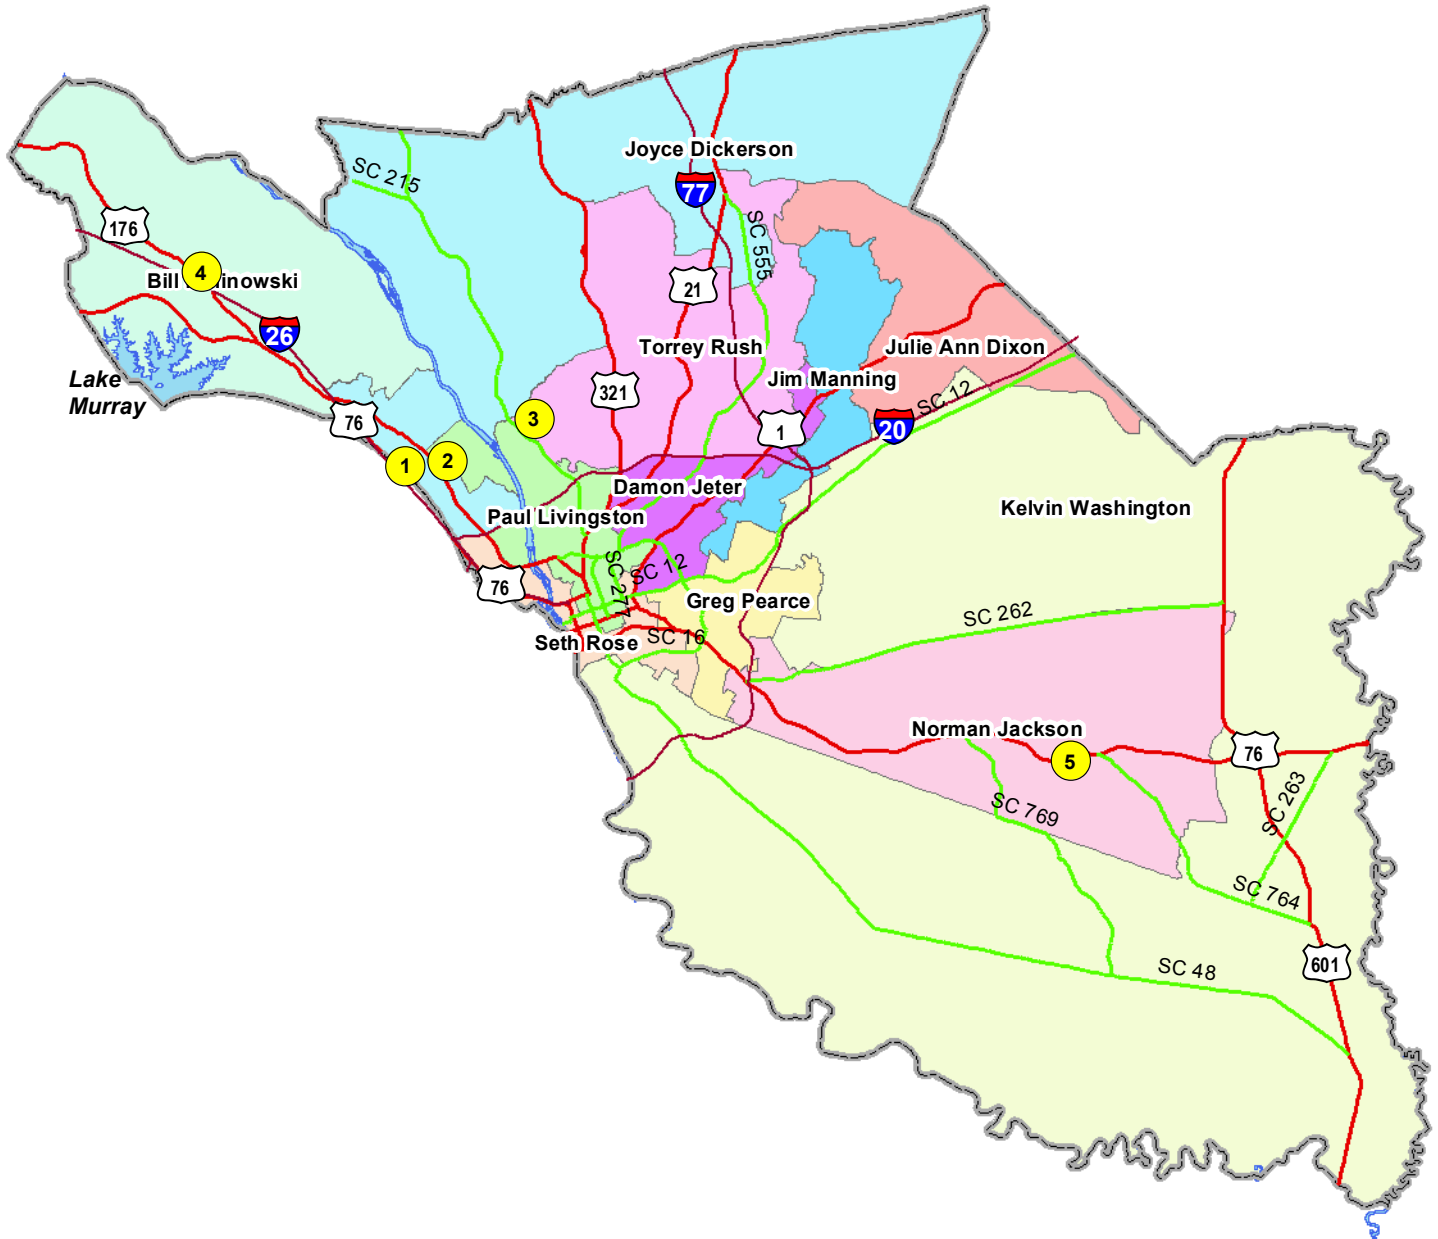 Joyce Dickerson
SC 215
77
176
SC 555
4
Bill
inowski
21
26
Torrey Rush
Julie Ann Dixon
Lake
Murray
Jim Manning
321
SC 12
3
76
1
20
1
2
Damon Jeter
Kelvin Washington
Paul Livingston
SC 277
SC 12
76
Greg Pearce
SC 262
Seth Rose
SC 16
Norman Jackson
76
5
SC 263
SC 769
SC 764
601
SC 48